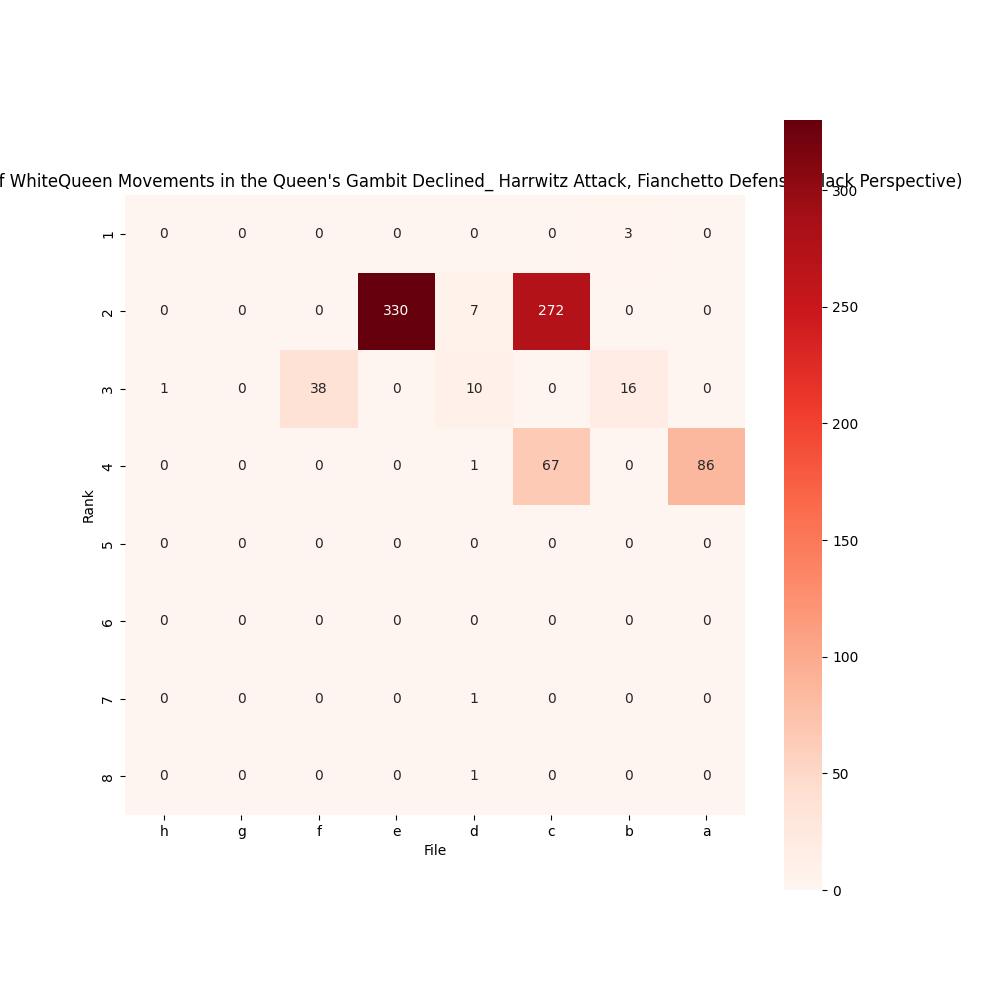 f WhiteQueen Movements in the Queen's Gambit Declined_ Harrwitz Attack, Fianchetto Defens lack Perspective)
300
1 0 0 0 0 0 0 3 0
2 0 0 0 330 7 272 0 0
250
3 1 0 38 0 10 0 16 0
200
4 0 0 0 0 1 67 0 86
Rank
150
5 0 0 0 0 0 0 0 0
6 0 0 0 0 0 0 0 0
100
7 0 0 0 0 1 0 0 0
50
8 0 0 0 0 1 0 0 0
h g f e d c b a
File
0